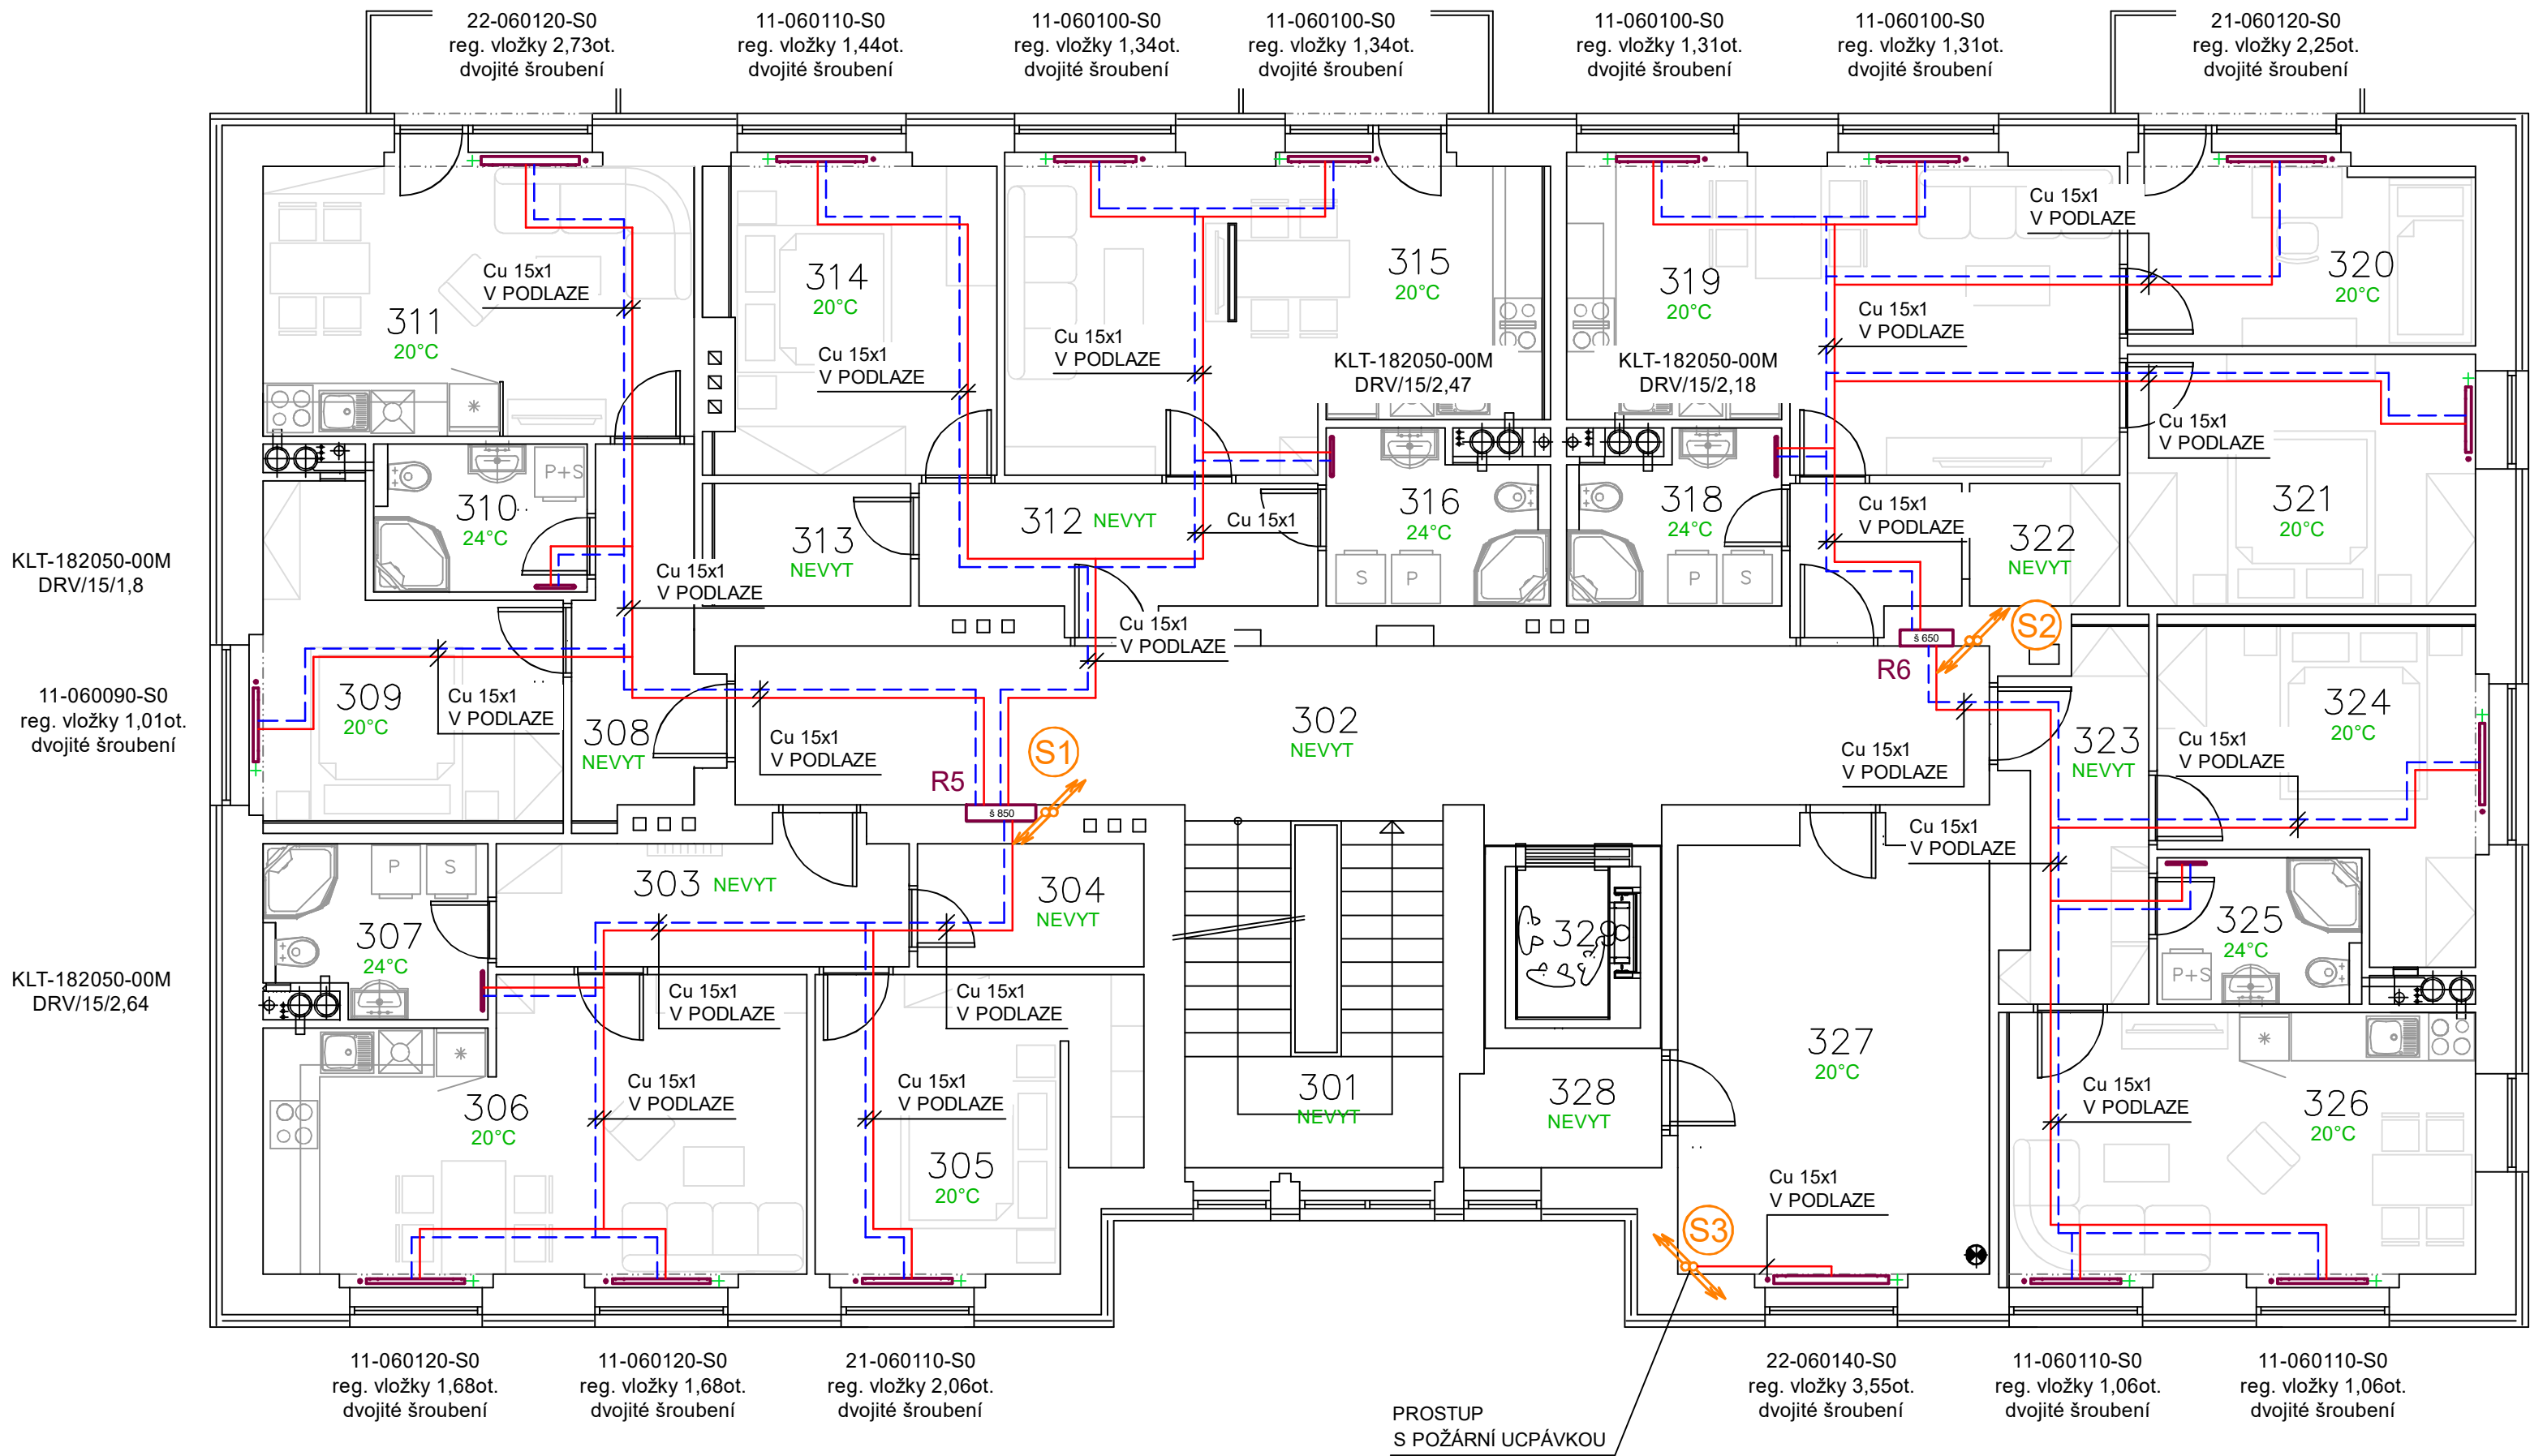 22-060120-S0
reg. vložky 2,73ot.
dvojité šroubení
11-060110-S0
reg. vložky 1,44ot.
dvojité šroubení
11-060100-S0
reg. vložky 1,34ot.
dvojité šroubení
11-060100-S0
reg. vložky 1,34ot.
dvojité šroubení
11-060100-S0
reg. vložky 1,31ot.
dvojité šroubení
11-060100-S0
reg. vložky 1,31ot.
dvojité šroubení
21-060120-S0
reg. vložky 2,25ot.
dvojité šroubení
Cu 15x1
V PODLAZE
311
20°C
314
20°C
Cu 15x1
V PODLAZE
Cu 15x1
V PODLAZE
315
20°C
KLT-182050-00M
DRV/15/2,47
319
20°C
KLT-182050-00M
DRV/15/2,18
Cu 15x1
V PODLAZE
Cu 15x1
V PODLAZE
320
20°C
Cu 15x1
V PODLAZE
321
20°C
KLT-182050-00M
DRV/15/1,8
310
24°C
P+S
Cu 15x1
V PODLAZE
313
NEVYT
312
NEVYT
Cu 15x1
316
24°C
S
P
318
24°C
P
S
Cu 15x1
V PODLAZE
322
NEVYT
Cu 15x1
V PODLAZE
11-060090-S0
reg. vložky 1,01ot.
dvojité šroubení
309
20°C
Cu 15x1
V PODLAZE
308
NEVYT
Cu 15x1
V PODLAZE
R5
š 850
S1
302
NEVYT
R6
š 650
S2
Cu 15x1
V PODLAZE
323
NEVYT
Cu 15x1
V PODLAZE
324
20°C
Cu 15x1
V PODLAZE
KLT-182050-00M
DRV/15/2,64
P
S
307
24°C
303
NEVYT
304
NEVYT
Cu 15x1
V PODLAZE
Cu 15x1
V PODLAZE
329
325
24°C
P+S
306
20°C
Cu 15x1
V PODLAZE
Cu 15x1
V PODLAZE
305
20°C
301
NEVYT
328
NEVYT
327
20°C
Cu 15x1
V PODLAZE
S3
Cu 15x1
V PODLAZE
326
20°C
11-060120-S0
reg. vložky 1,68ot.
dvojité šroubení
11-060120-S0
reg. vložky 1,68ot.
dvojité šroubení
21-060110-S0
reg. vložky 2,06ot.
dvojité šroubení
PROSTUP
S POŽÁRNÍ UCPÁVKOU
22-060140-S0
reg. vložky 3,55ot.
dvojité šroubení
11-060110-S0
reg. vložky 1,06ot.
dvojité šroubení
11-060110-S0
reg. vložky 1,06ot.
dvojité šroubení